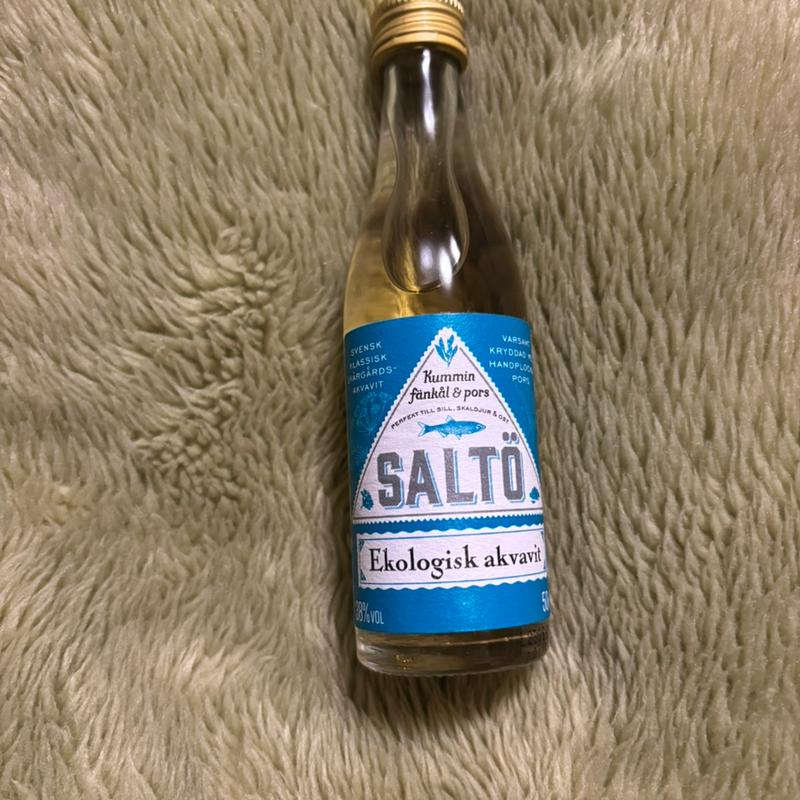 SVENSK
KLASSISK
SKÄRGÅRDS-
AKVAVIT
VARSAMT
KRYDDAD
HANDPLOCK
PORS
Kummin
fänkål & pors
PERFEKT TILL SILL, SKALDJUR & OST
SALTÖ
Ekologisk akvavit
38% VOL